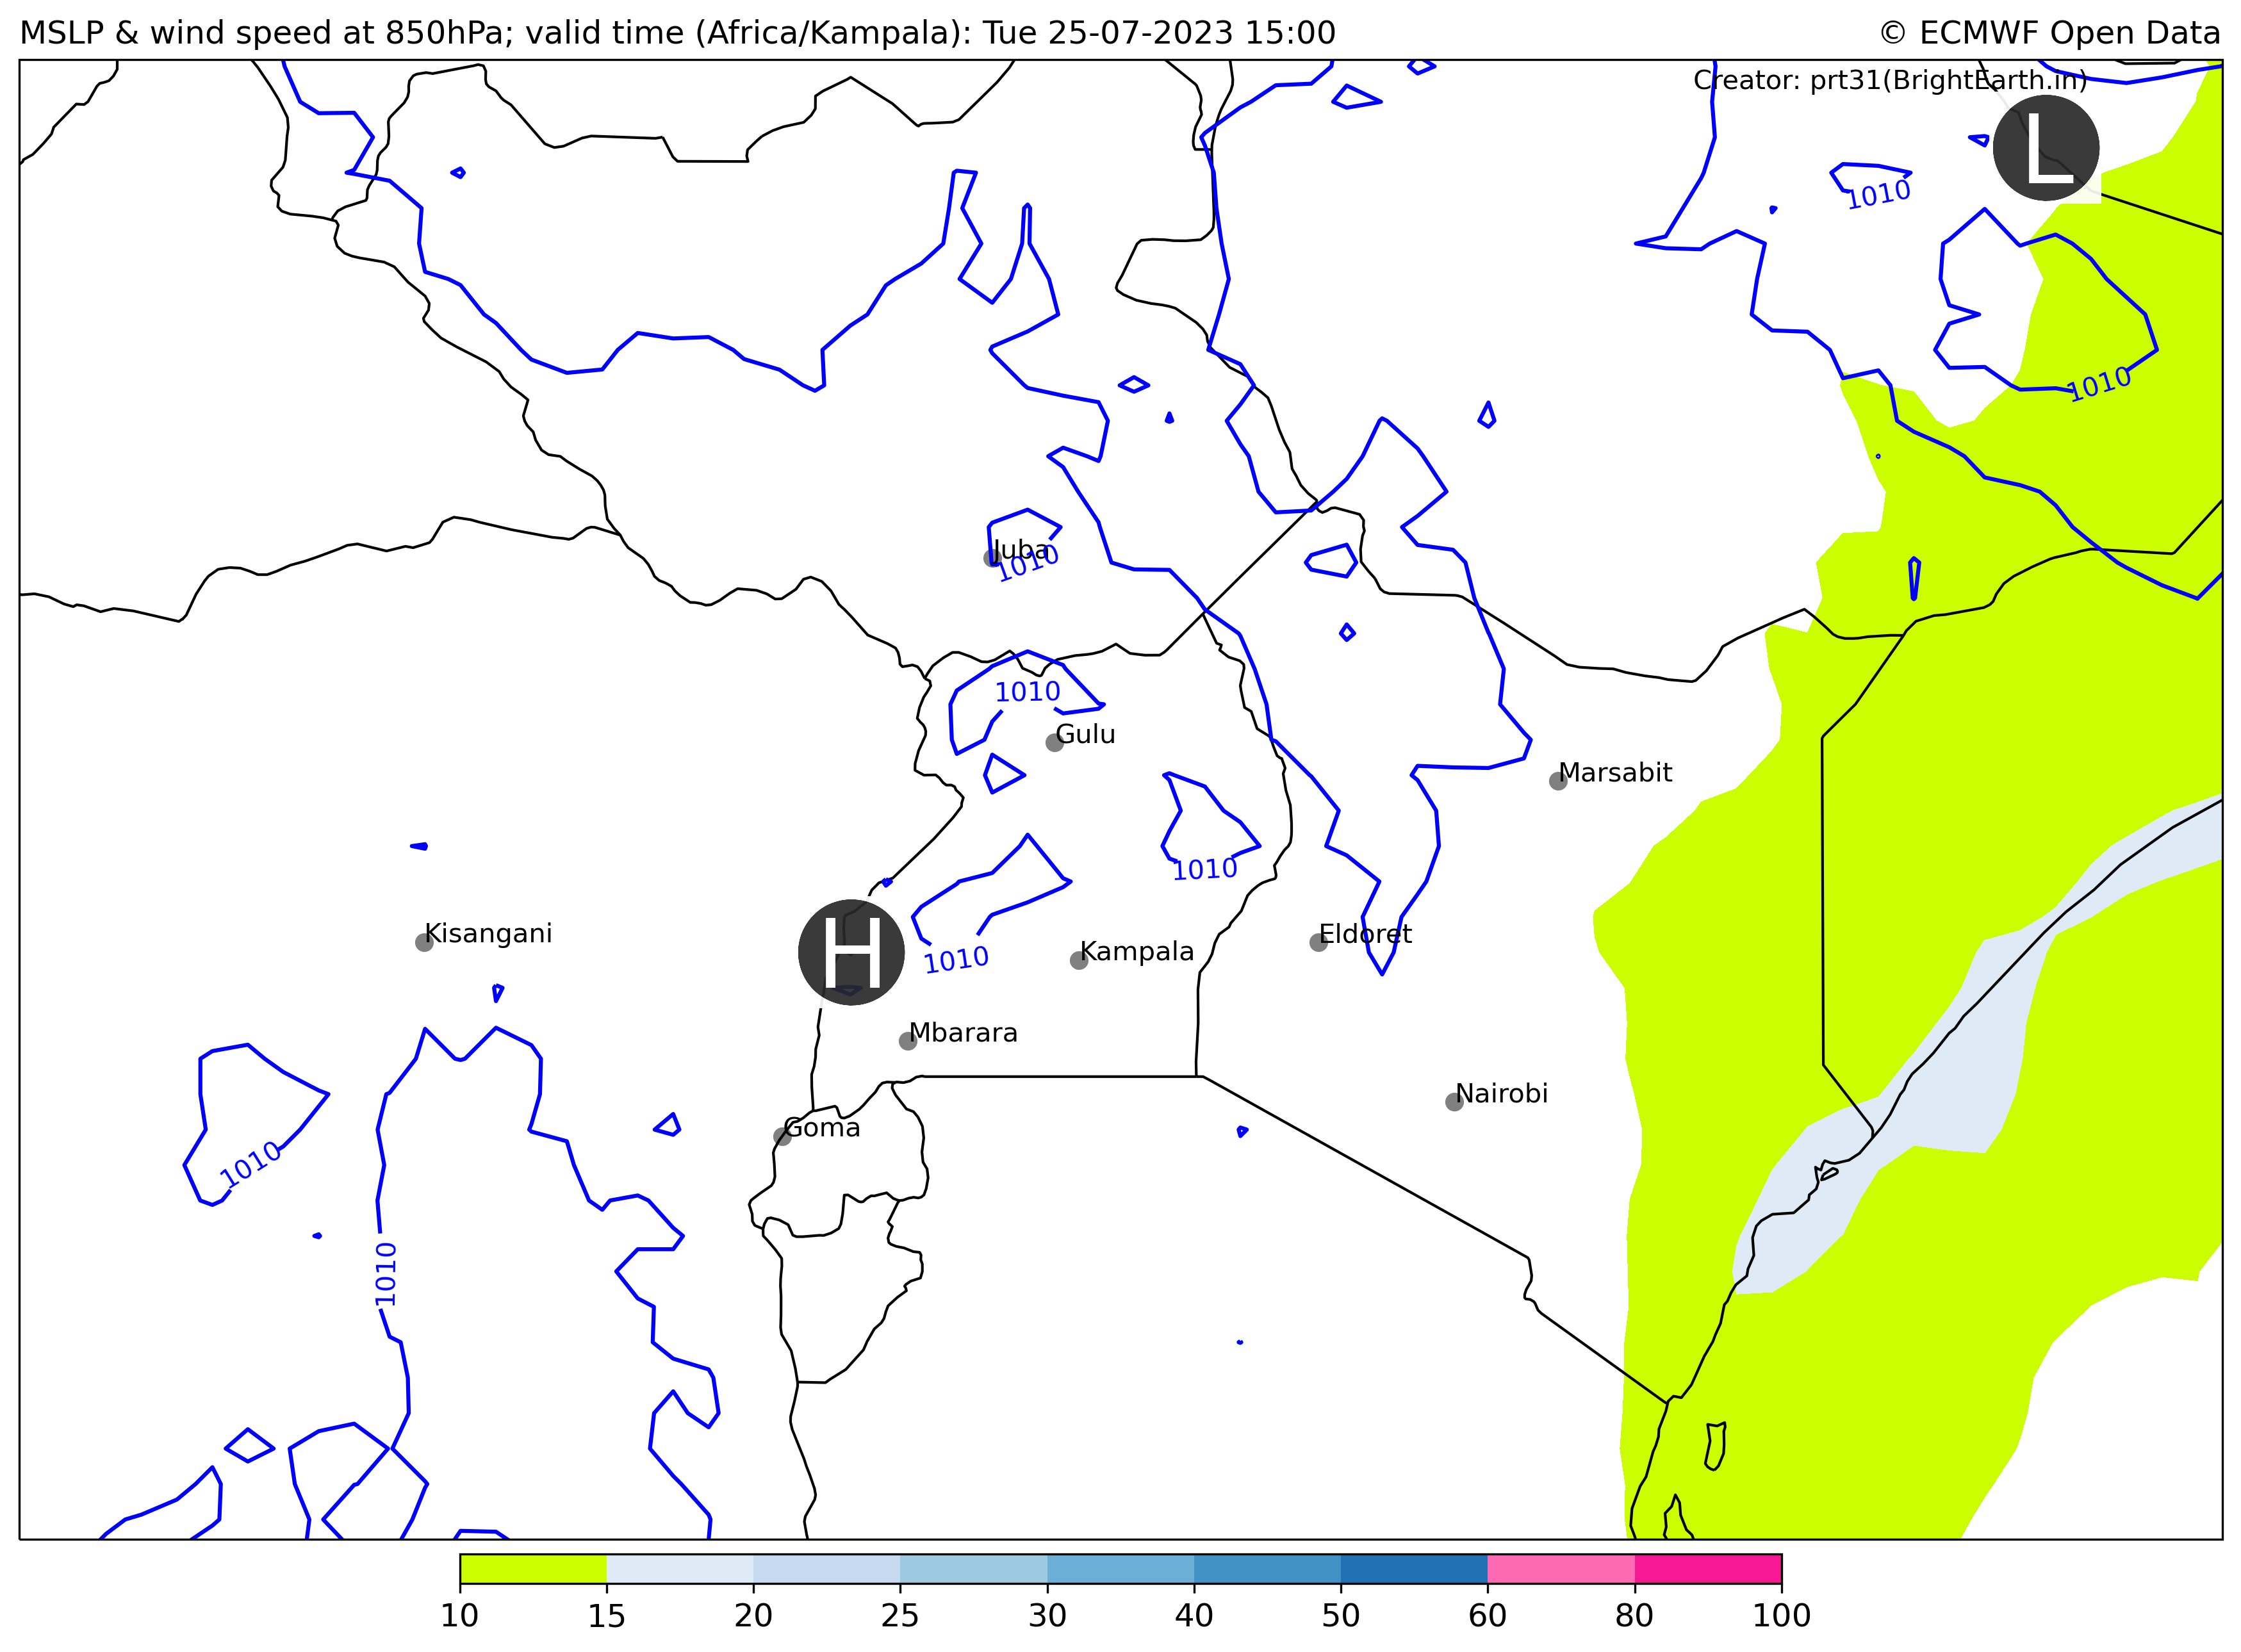 MSLP & wind speed at 850hPa; valid time (Africa/Kampala): Tue 25-07-2023 15:00
© ECMWF Open Data
Creator: prt31(BrightEarth.in)
L
1010
1010
Juba
1010
1010
Gulu
Marsabit
1010
Kisangani
H
Eldoret
Kampala
1010
Mbarara
Nairobi
Goma
1010
1010
10 15 20 25 30 40 50 60 80 100